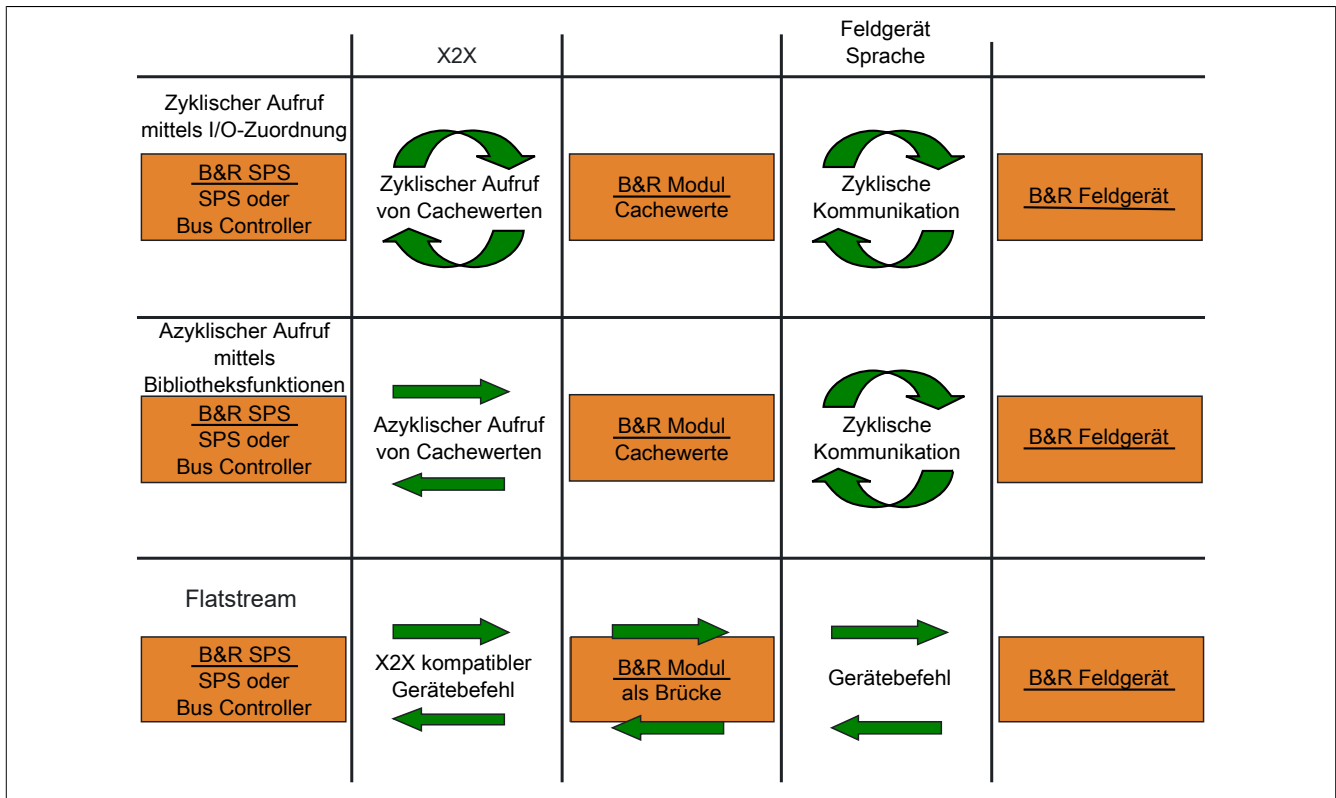 X2X
Feldgerät
Sprache
Zyklischer Aufruf
mittels I/O-Zuordnung
B&R SPS
SPS oder
Bus Controller
Zyklischer Aufruf
von Cachewerten
B&R Modul
Cachewerte
Zyklische
Kommunikation
B&R Feldgerät
Azyklischer Aufruf
mittels
Bibliotheksfunktionen
B&R SPS
SPS oder
Bus Controller
Azyklischer Aufruf
von Cachewerten
B&R Modul
Cachewerte
Zyklische
Kommunikation
B&R Feldgerät
Flatstream
B&R SPS
SPS oder
Bus Controller
X2X kompatibler
Gerätebefehl
B&R Modul
als Brücke
Gerätebefehl
B&R Feldgerät